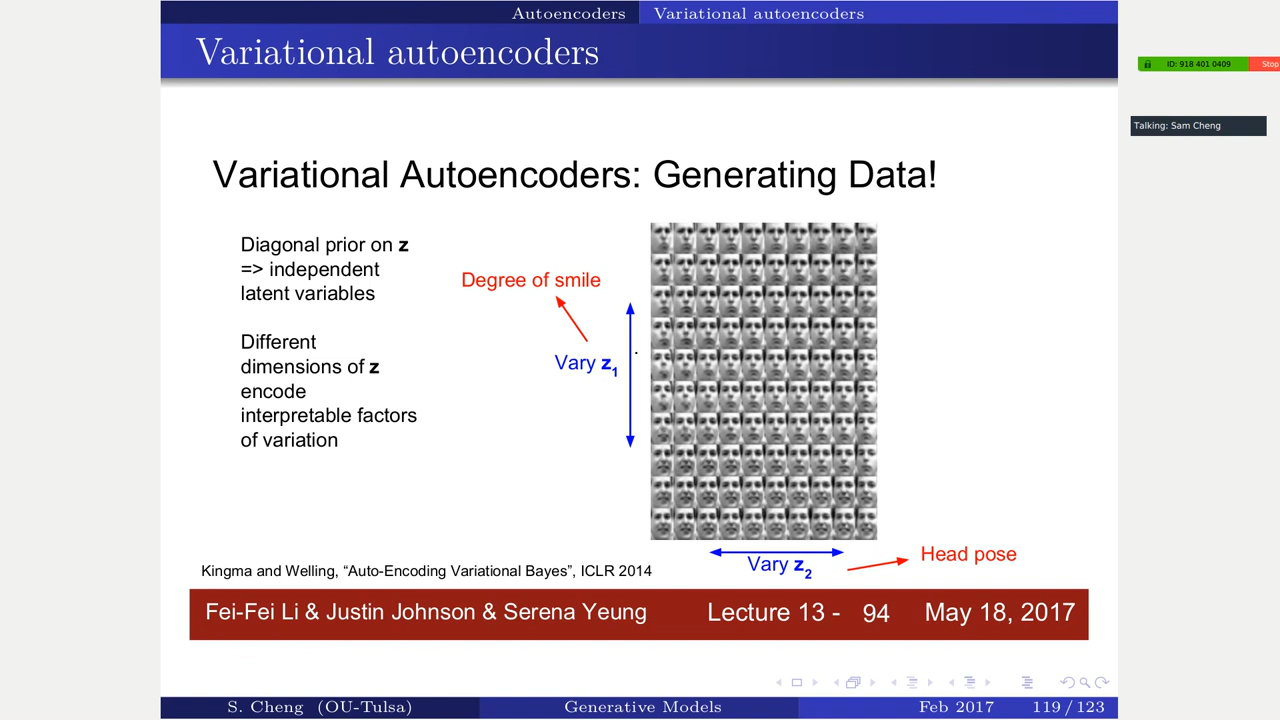 Autoencoders Variational autoencoders
Variational autoencoders
ID: 918 401 0409 Stop
Talking: Sam Cheng
Variational Autoencoders: Generating Data!
Diagonal prior on z
=> independent
latent variables
Different
dimensions of z
encode
interpretable factors
of variation
Degree of smile
Vary z1
Vary z2
Head pose
Kingma and Welling, “Auto-Encoding Variational Bayes”, ICLR 2014
Fei-Fei Li & Justin Johnson & Serena Yeung Lecture 13 - 94 May 18, 2017
S. Cheng (OU-Tulsa) Generative Models Feb 2017 119 / 123